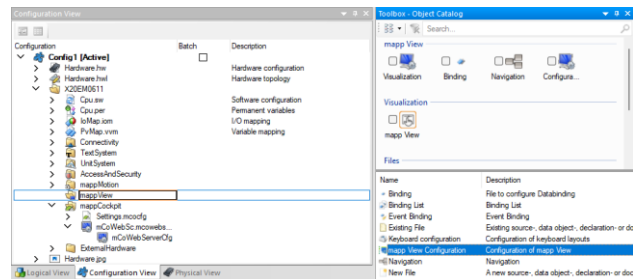 Configuration View
Configuration Batch Description
Config1 [Active]
Hardware.hw Hardware configuration
Hardware.hwl Hardware topology
X20EM0611
Cpu.sw Software configuration
Cpu.per Permanent variables
IoMap.iom I/O mapping
PvMap.vvm Variable mapping
Connectivity
TextSystem
UnitSystem
AccessAndSecurity
mappMotion
mappView
mappCockpit
Settings.mcocfg
mCoWebSc.mcowebs...
mCoWebServerCfg
ExternalHardware
Hardware.jpg
Logical View Configuration View Physical View
Toolbox - Object Catalog
Search...
mapp View
Visualization Binding Navigation Configura...
Visualization
mapp View
Files
Name Description
Binding File to configure Databinding
Binding List Binding List
Event Binding Event Binding
Existing File Existing source-, data object-, declaration- or do
Keyboard configuration Configuration of keyboard layouts
mapp View Configuration Configuration of mapp View
Navigation Navigation
New File A new source-, data object-, declaration- or do